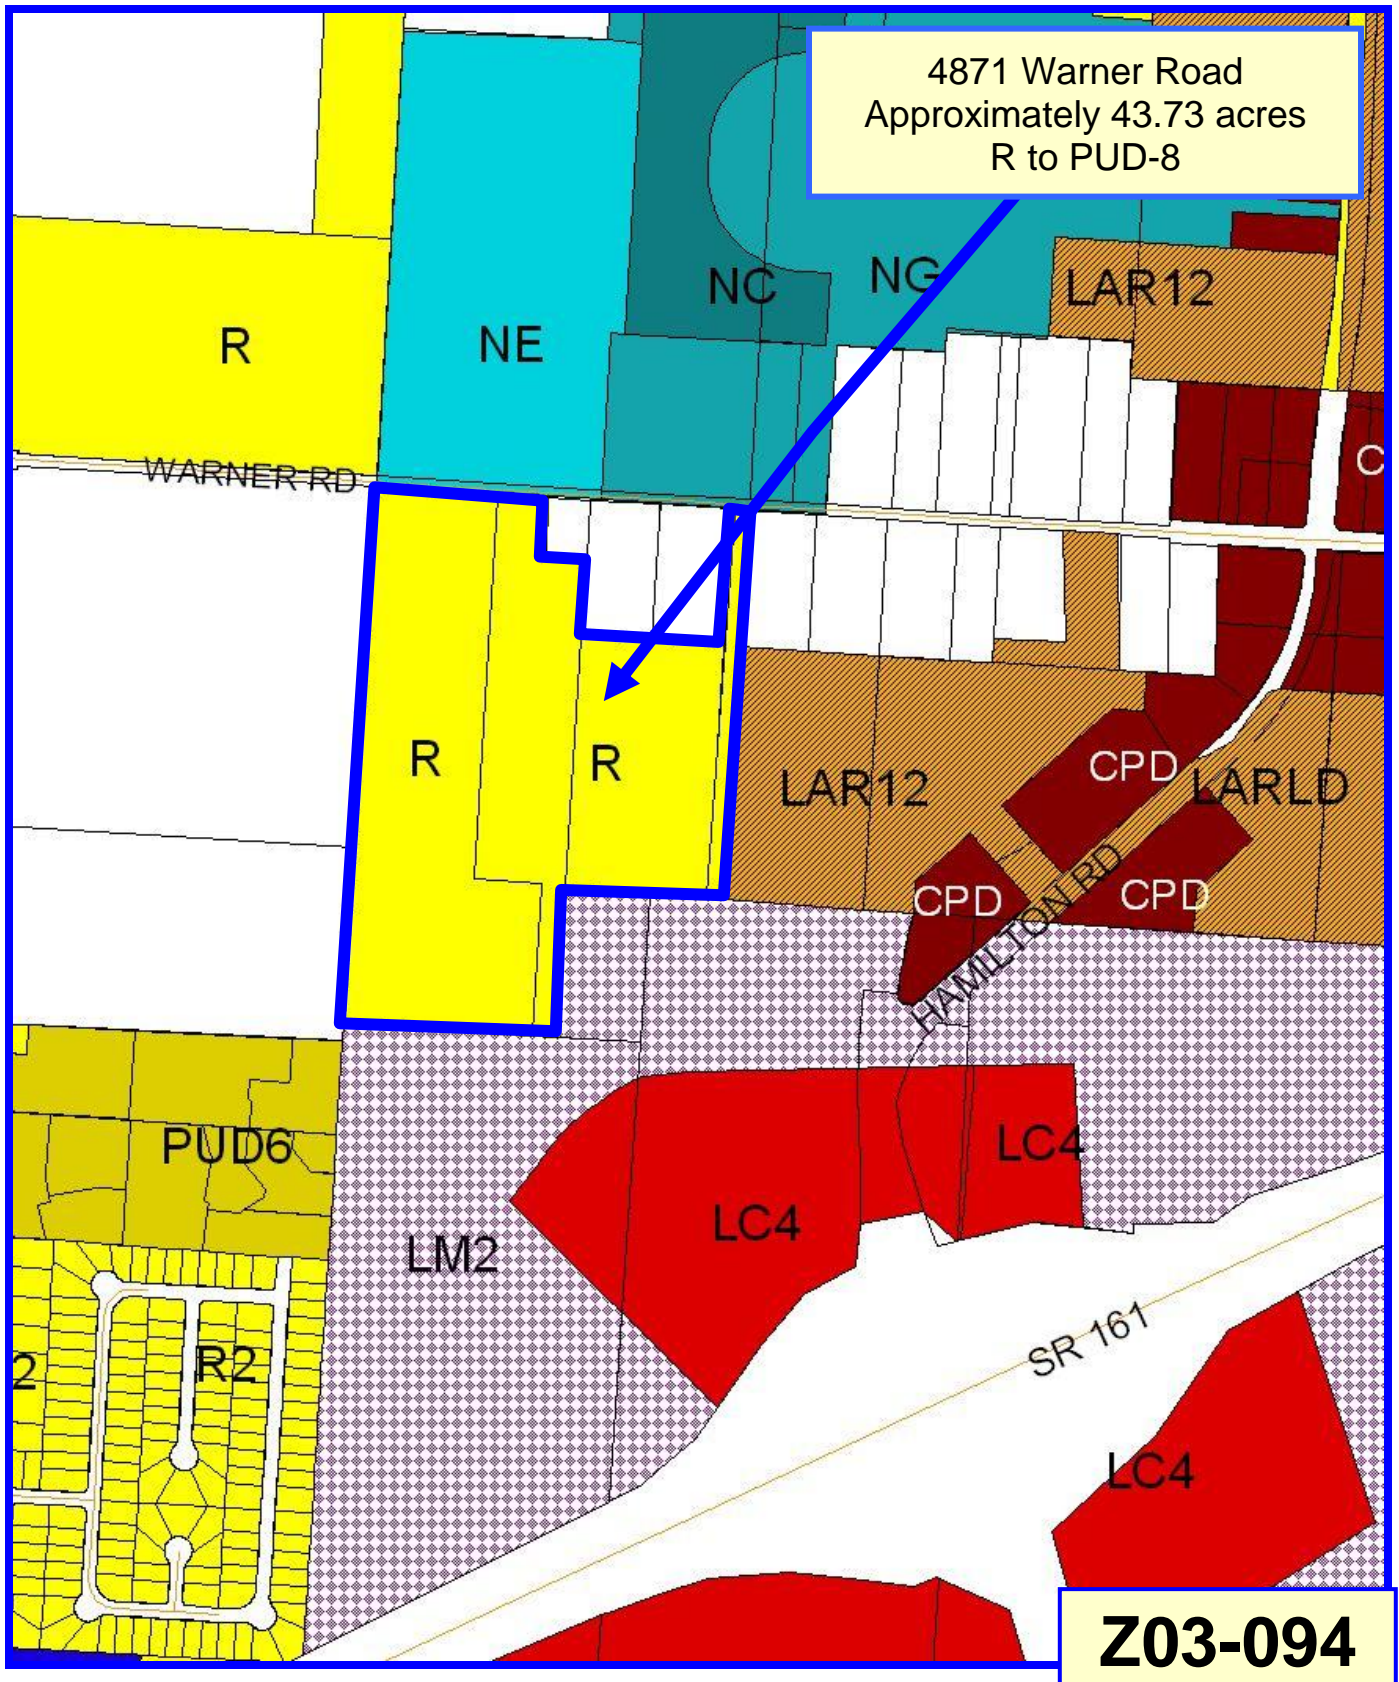 4871 Warner Road
Approximately 43.73 acres
R to PUD-8
NC
NG
LAR12
R
NE
C
WARNER RD
R
R
LAR12
CPD
LARLD
CPD
CPD
HAMILTON RD
PUD6
LC4
LC4
LM2
SR 161
R2
2
LC4
Z03-094